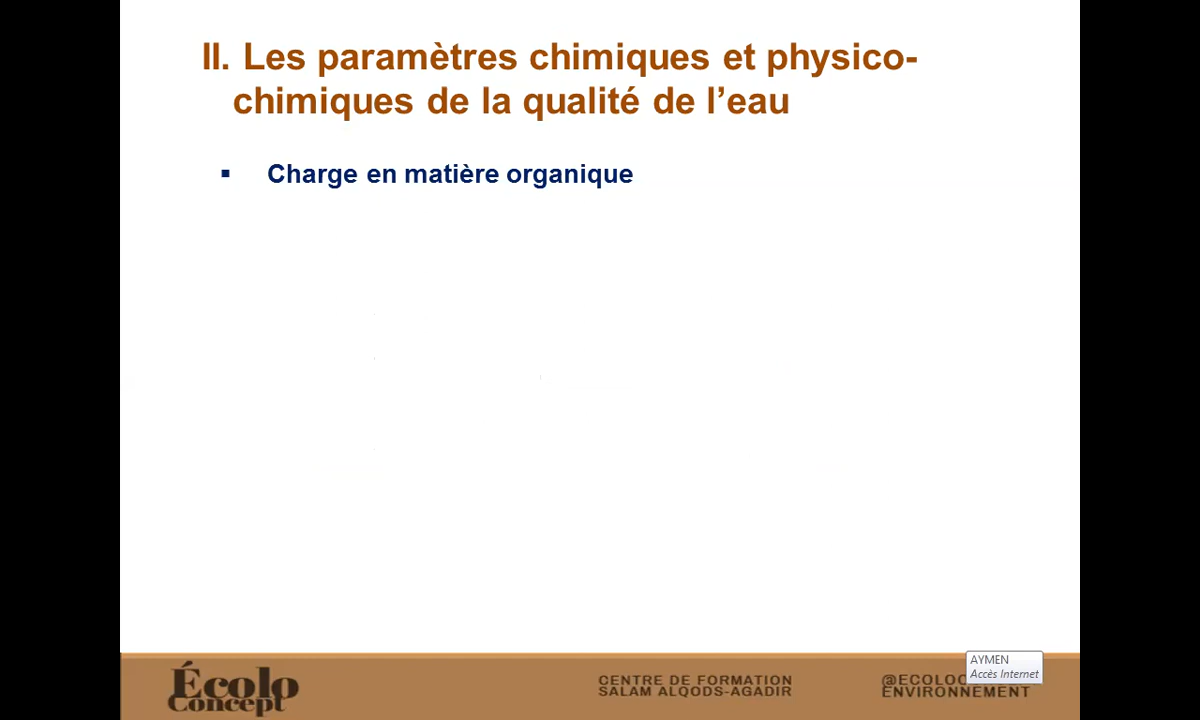 II. Les paramètres chimiques et physico-
chimiques de la qualité de l’eau
▪ Charge en matière organique
Écolo
Concept
CENTRE DE FORMATION
SALAM ALQODS-AGADIR
ENVIRONNEMENT
AYMEN
Accès Internet